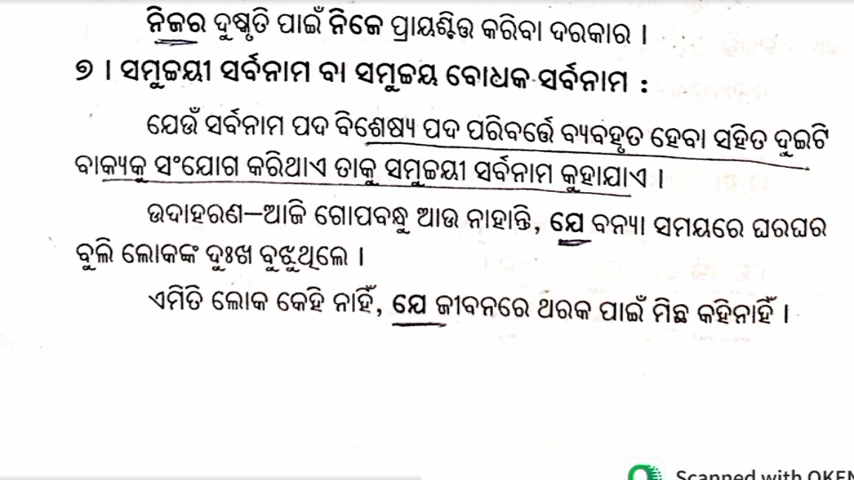 ନିଜର ଦୁଷ୍କୃତି ପାଇଁ ନିଜେ ପ୍ରାୟଶ୍ଚିତ୍ତ କରିବା ଦରକାର ।
୭ । ସମୁଚ୍ଚୟୀ ସର୍ବନାମ ବା ସମୁଚ୍ଚୟ ବୋଧକ ସର୍ବନାମ :
ଯେଉଁ ସର୍ବନାମ ପଦ ବିଶେଷ୍ୟ ପଦ ପରିବର୍ତ୍ତେ ବ୍ୟବହୃତ ହେବା ସହିତ ଦୁଇଟି
ବାକ୍ୟକୁ ସଂଯୋଗ କରିଥାଏ ତାକୁ ସମୁଚ୍ଚୟୀ ସର୍ବନାମ କୁହାଯାଏ ।
ଉଦାହରଣ–ଆଜି ଗୋପବନ୍ଧୁ ଆଉ ନାହାନ୍ତି, ଯେ ବନ୍ୟା ସମୟରେ ଘରଘର
ବୁଲି ଲୋକଙ୍କ ଦୁଃଖ ବୁଝୁଥିଲେ ।
ଏମିତି ଲୋକ କେହି ନାହିଁ, ଯେ ଜୀବନରେ ଥରକ ପାଇଁ ମିଛ କହିନାହିଁ ।
Scanned with OKEN